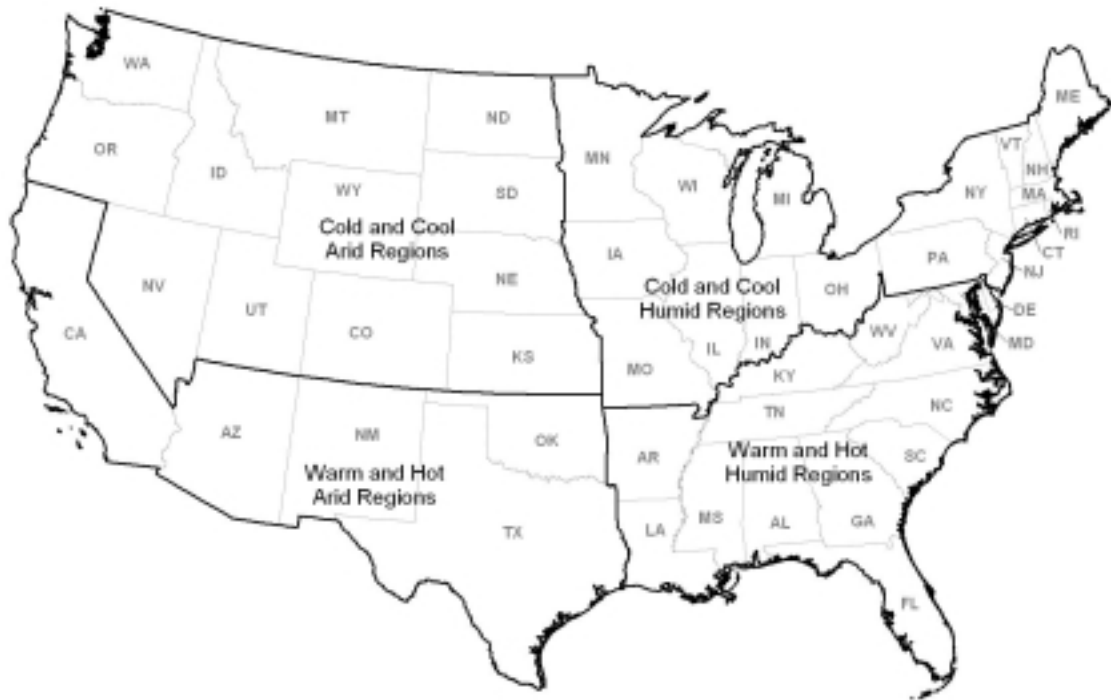 WA
MT
ND
MN
ME
VT
NH
OR
ID
WY
SD
WI
MI
NY
MA
RI
CT
Cold and Cool
Arid Regions
IA
PA
NJ
NV
UT
CO
NE
Cold and Cool
Humid Regions
OH
DE
MD
CA
KS
MO
IL
IN
WV
VA
KY
AZ
NM
OK
AR
TN
NC
SC
Warm and Hot
Arid Regions
Warm and Hot
Humid Regions
TX
LA
MS
AL
GA
FL